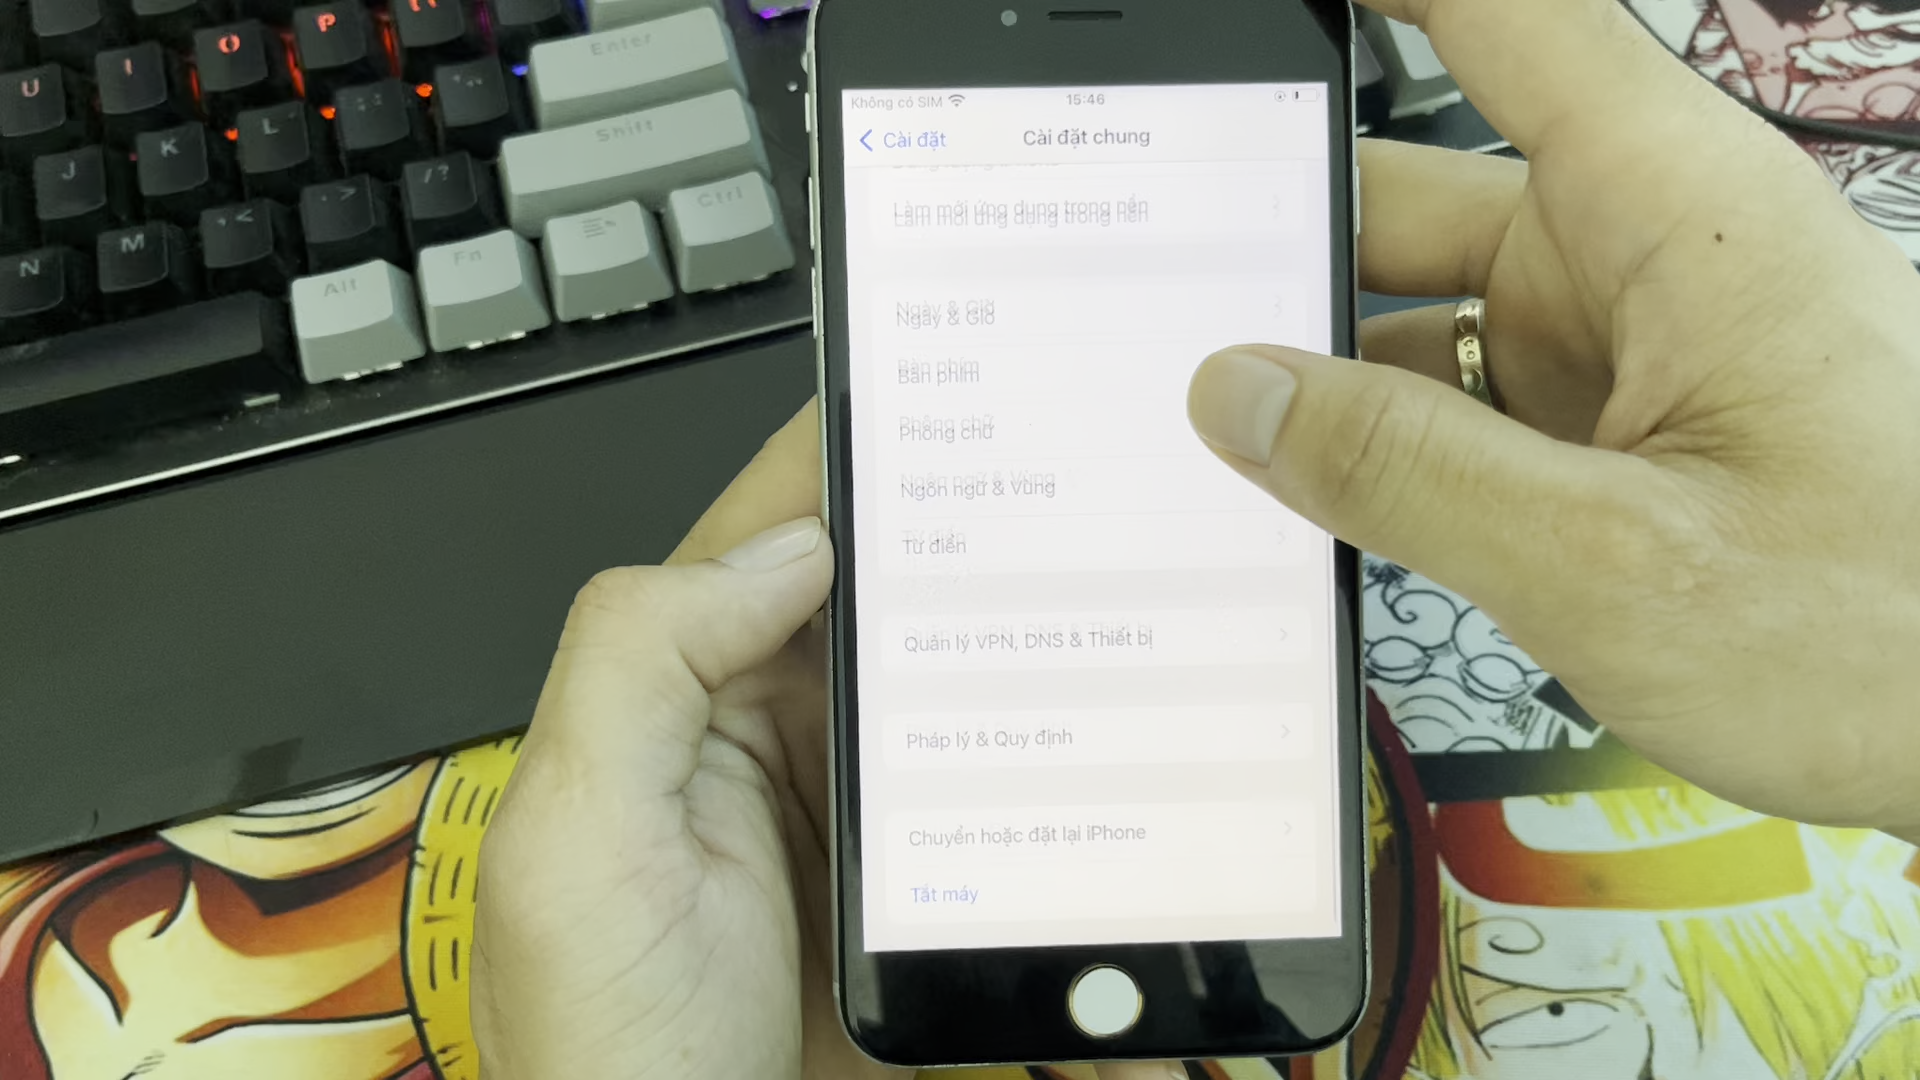 P
O
I
U
Enter
L
K
J
Shift
/?
. >
, <
M
N
Ctrl
Fn
Alt
Không có SIM
15:46
Cài đặt
Cài đặt chung
Làm mới ứng dụng trong nền
Ngày & Giờ
Bàn phím
Phông chữ
Ngôn ngữ & Vùng
Từ điển
Quản lý VPN, DNS & Thiết bị
Pháp lý & Quy định
Chuyển hoặc đặt lại iPhone
Tắt máy